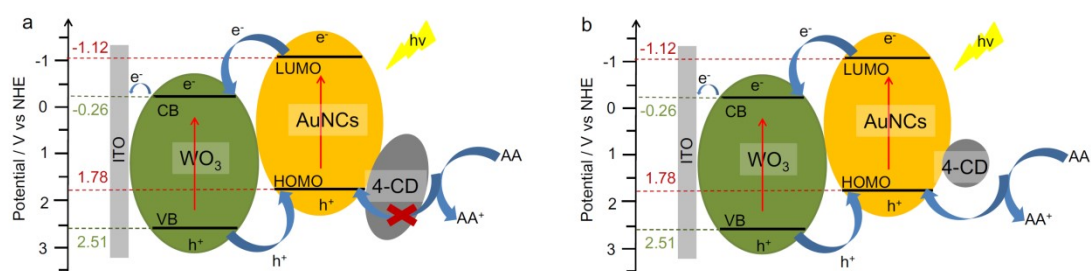 a
Potential / V vs NHE
-1
0
1
2
3
-1.12
-0.26
1.78
2.51
ITO
e-
e-
CB
WO3
VB
h+
e-
e-
LUMO
AuNCs
HOMO
h+
h+
hv
4-CD
AA
AA+
b
Potential / V vs NHE
-1
0
1
2
3
-1.12
-0.26
1.78
2.51
ITO
e-
e-
CB
WO3
VB
h+
e-
e-
LUMO
AuNCs
HOMO
h+
h+
hv
4-CD
AA
AA+